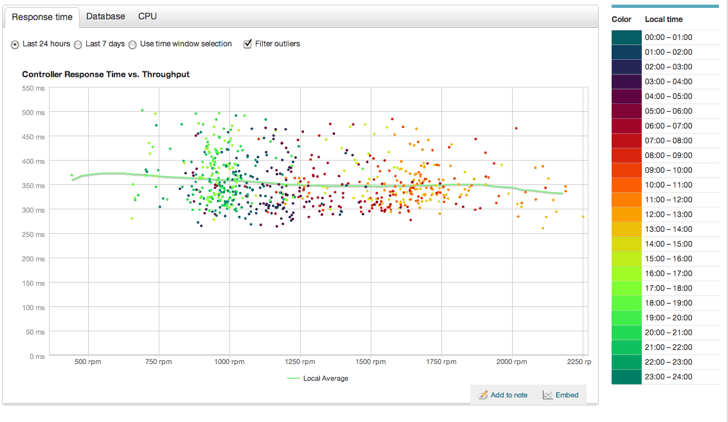 Response time Database CPU
Last 24 hours Last 7 days Use time window selection Filter outliers
Controller Response Time vs. Throughput
550 ms
500 ms
450 ms
400 ms
350 ms
300 ms
250 ms
200 ms
150 ms
100 ms
50 ms
0 ms
500 rpm 750 rpm 1000 rpm 1250 rpm 1500 rpm 1750 rpm 2000 rpm 2250 rp
Local Average
Add to note Embed
Color Local time
00:00 – 01:00
01:00 – 02:00
02:00 – 03:00
03:00 – 04:00
04:00 – 05:00
05:00 – 06:00
06:00 – 07:00
07:00 – 08:00
08:00 – 09:00
09:00 – 10:00
10:00 – 11:00
11:00 – 12:00
12:00 – 13:00
13:00 – 14:00
14:00 – 15:00
15:00 – 16:00
16:00 – 17:00
17:00 – 18:00
18:00 – 19:00
19:00 – 20:00
20:00 – 21:00
21:00 – 22:00
22:00 – 23:00
23:00 – 24:00